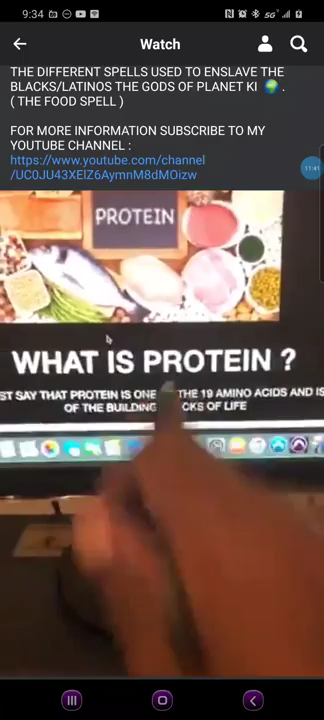 9:34
5G
Watch
THE DIFFERENT SPELLS USED TO ENSLAVE THE
BLACKS/LATINOS THE GODS OF PLANET KI 🌍 .
( THE FOOD SPELL )
FOR MORE INFORMATION SUBSCRIBE TO MY
YOUTUBE CHANNEL :
https://www.youtube.com/channel
/UC0JU43XElZ6AymnM8dMOizw
11:41
PROTEIN
WHAT IS PROTEIN ?
ST SAY THAT PROTEIN IS ONE THE 19 AMINO ACIDS AND IS
OF THE BUILDING CKS OF LIFE